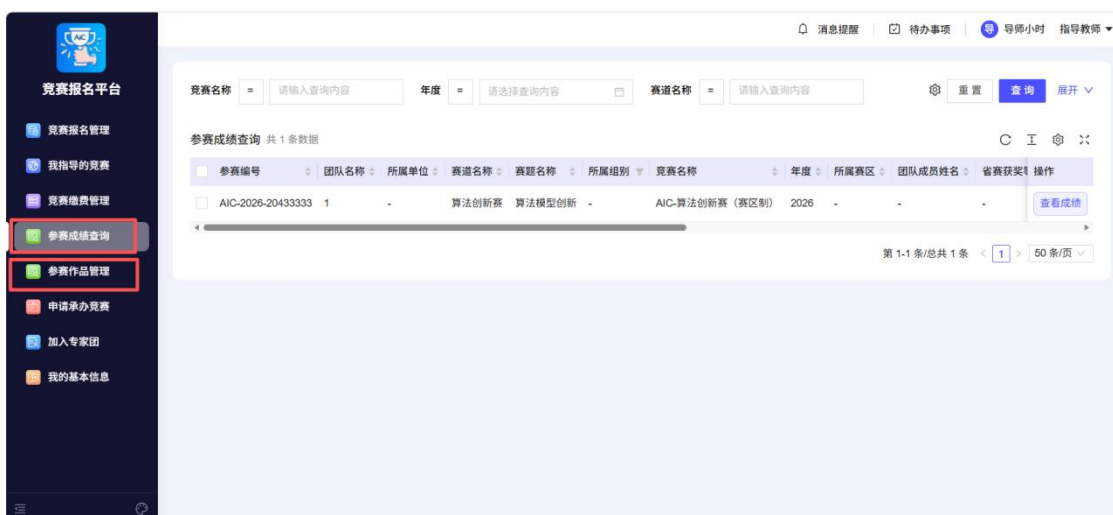 消息提醒 待办事项 导 导师小时 指导教师
AIC
竞赛报名平台
竞赛报名管理
我指导的竞赛
竞赛缴费管理
参赛成绩查询
参赛作品管理
申请承办竞赛
加入专家团
我的基本信息
竞赛名称 = 请输入查询内容 年度 = 请选择查询内容 赛道名称 = 请输入查询内容 重置 查询 展开
参赛成绩查询 共 1 条数据
参赛编号 团队名称 所属单位 赛道名称 赛题名称 所属组别 竞赛名称 年度 所属赛区 团队成员姓名 省赛获奖 操作
AIC-2026-20433333 1 - 算法创新赛 算法模型创新 - AIC-算法创新赛（赛区制） 2026 - - - 查看成绩
第 1-1 条/总共 1 条 < 1 > 50 条/页